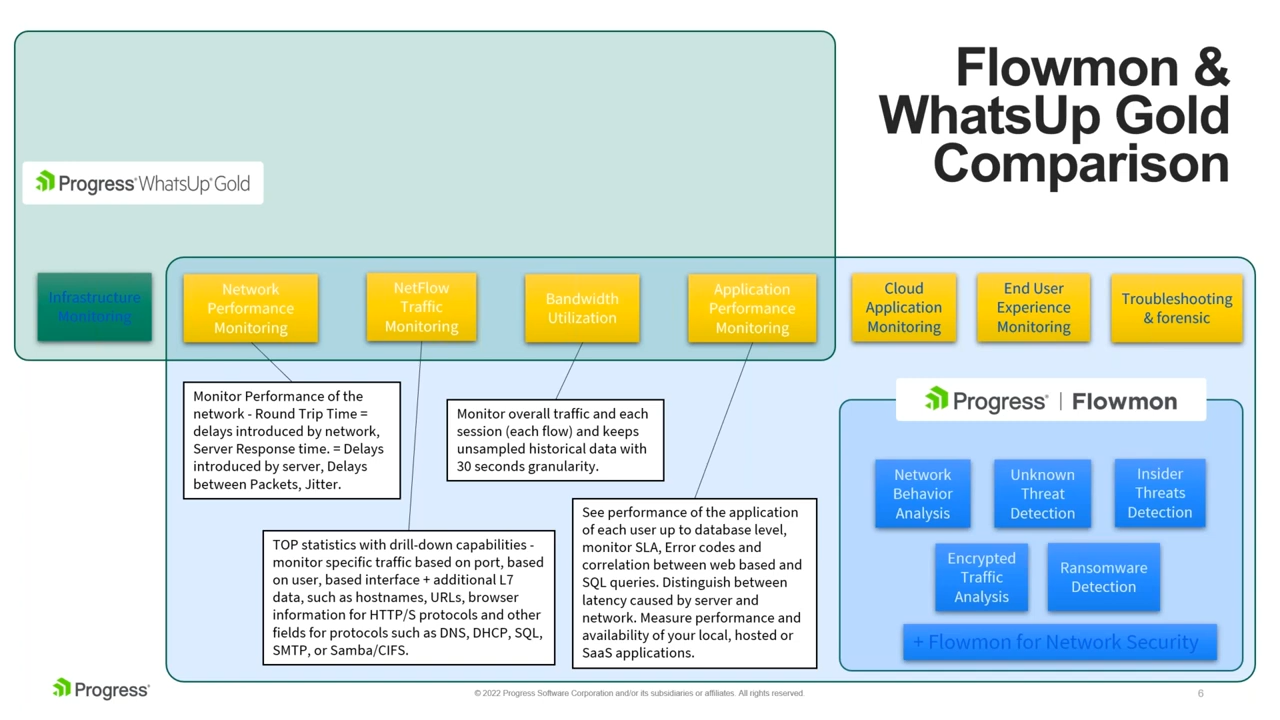 Flowmon &
WhatsUp Gold
Comparison
Progress® WhatsUp® Gold
Infrastructure
Monitoring
Network
Performance
Monitoring
NetFlow
Traffic
Monitoring
Bandwidth
Utilization
Application
Performance
Monitoring
Cloud
Application
Monitoring
End User
Experience
Monitoring
Troubleshooting
& forensic
Monitor Performance of the
network - Round Trip Time =
delays introduced by network,
Server Response time. = Delays
introduced by server, Delays
between Packets, Jitter.
Monitor overall traffic and each
session (each flow) and keeps
unsampled historical data with
30 seconds granularity.
TOP statistics with drill-down capabilities -
monitor specific traffic based on port, based
on user, based interface + additional L7
data, such as hostnames, URLs, browser
information for HTTP/S protocols and other
fields for protocols such as DNS, DHCP, SQL,
SMTP, or Samba/CIFS.
See performance of the application
of each user up to database level,
monitor SLA, Error codes and
correlation between web based and
SQL queries. Distinguish between
latency caused by server and
network. Measure performance and
availability of your local, hosted or
SaaS applications.
Progress® | Flowmon
Network
Behavior
Analysis
Unknown
Threat
Detection
Insider
Threats
Detection
Encrypted
Traffic
Analysis
Ransomware
Detection
+ Flowmon for Network Security
Progress®
© 2022 Progress Software Corporation and/or its subsidiaries or affiliates. All rights reserved.
6